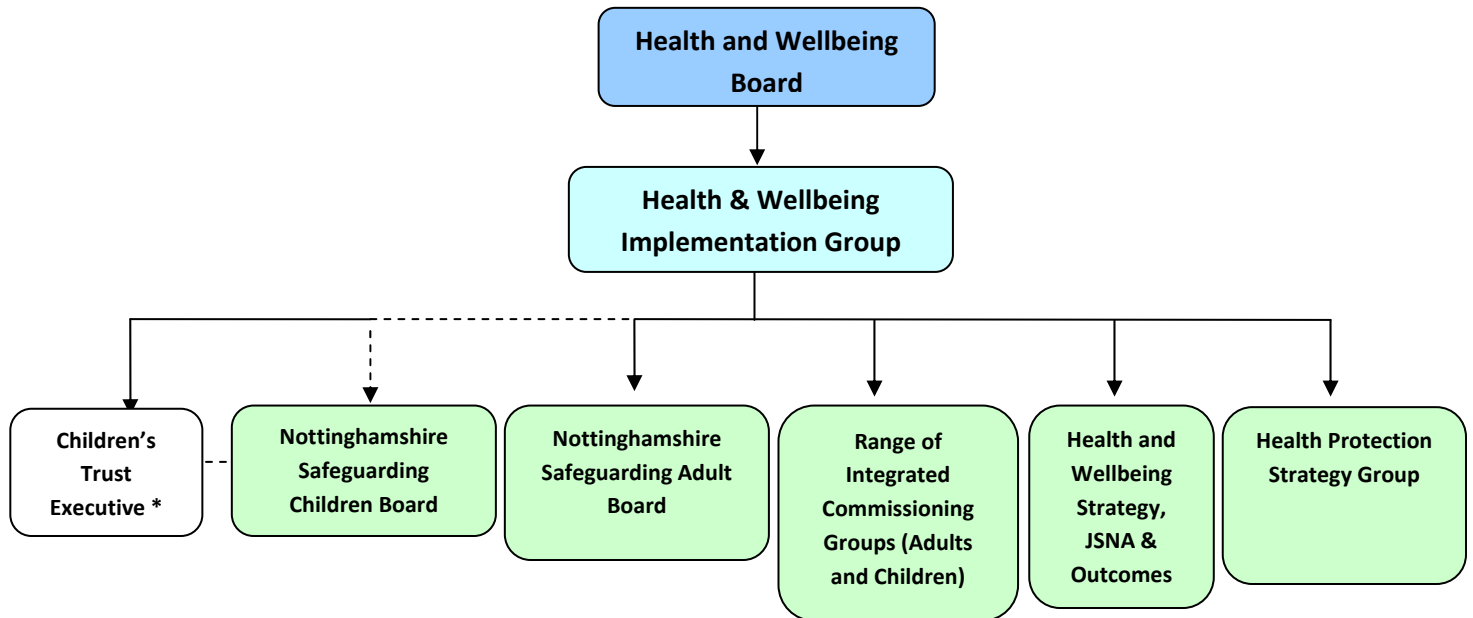 Health and Wellbeing
Board
Health & Wellbeing
Implementation Group
Children’s
Trust
Executive *
Nottinghamshire
Safeguarding
Children Board
Nottinghamshire
Safeguarding Adult
Board
Range of
Integrated
Commissioning
Groups (Adults
and Children)
Health and
Wellbeing
Strategy,
JSNA &
Outcomes
Health Protection
Strategy Group